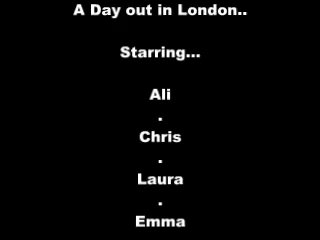 A Day out in London..
Starring...
Ali
.
Chris
.
Laura
.
Emma